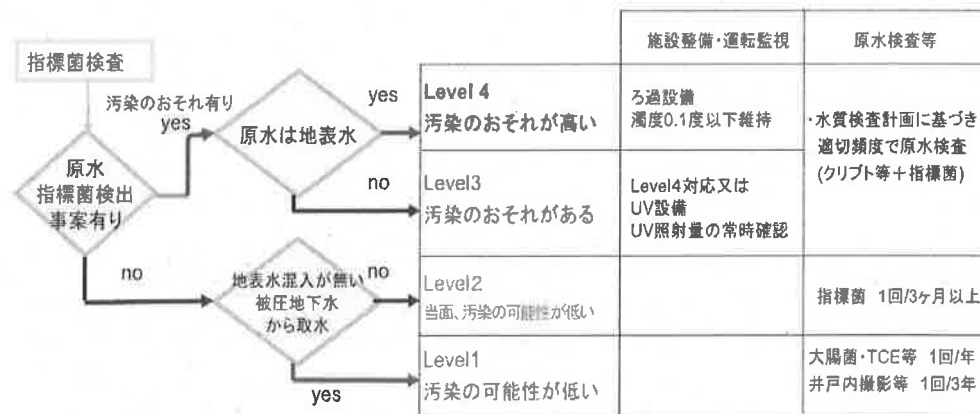 施設整備・運転監視
原水検査等
指標菌検査
汚染のおそれ有り
yes
原水は地表水
yes
no
原水
指標菌検出
事案有り
no
地表水混入が無い
被圧地下水
から取水
no
yes
Level 4
汚染のおそれが高い
ろ過設備
濁度0.1度以下維持
・水質検査計画に基づき
適切頻度で原水検査
(クリプト等+指標菌)
Level3
汚染のおそれがある
Level4対応又は
UV設備
UV照射量の常時確認
Level2
当面、汚染の可能性が低い
指標菌 1回/3ヶ月以上
Level1
汚染の可能性が低い
大腸菌・TCE等 1回/年
井戸内撮影等 1回/3年